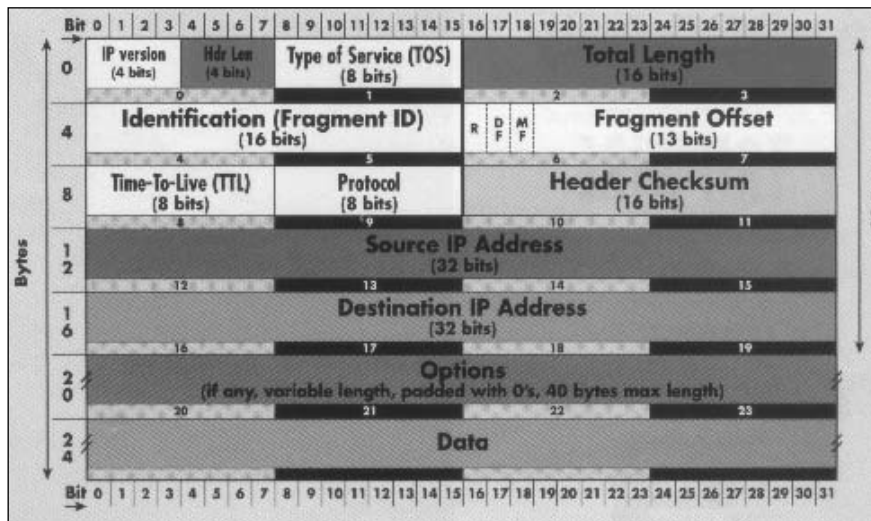 Bit 0 1 2 3 4 5 6 7 8 9 10 11 12 13 14 15 16 17 18 19 20 21 22 23 24 25 26 27 28 29 30 31
Bytes
0 IP version Hdr Len Type of Service (TOS) Total Length
(4 bits) (4 bits) (8 bits) (16 bits)
0 1 2 3
4 Identification (Fragment ID) R DF MF Fragment Offset
(16 bits) (13 bits)
4 5 6 7
8 Time-To-Live (TTL) Protocol Header Checksum
(8 bits) (8 bits) (16 bits)
8 9 10 11
12 Source IP Address
(32 bits)
12 13 14 15
16 Destination IP Address
(32 bits)
16 17 18 19
20 Options
(if any, variable length, padded with 0's, 40 bytes max length)
20 21 22 23
24 Data
Bit 0 1 2 3 4 5 6 7 8 9 10 11 12 13 14 15 16 17 18 19 20 21 22 23 24 25 26 27 28 29 30 31